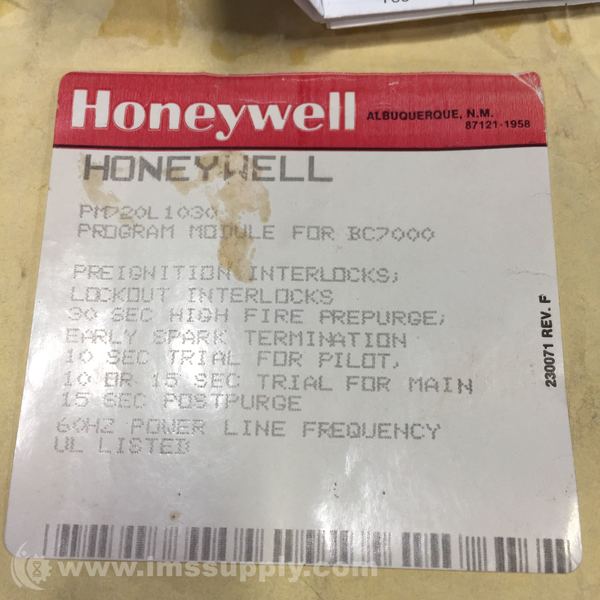 Honeywell ALBUQUERQUE, N.M.
87121-1958
HONEYWELL
PM720L1030
PROGRAM MODULE FOR BC7000
PREIGNITION INTERLOCKS;
LOCKOUT INTERLOCKS
30 SEC HIGH FIRE PREPURGE;
EARLY SPARK TERMINATION
10 SEC TRIAL FOR PILOT,
10 OR 15 SEC TRIAL FOR MAIN
15 SEC POSTPURGE
60HZ POWER LINE FREQUENCY
UL LISTED
230071 REV. F
www.imssupply.com